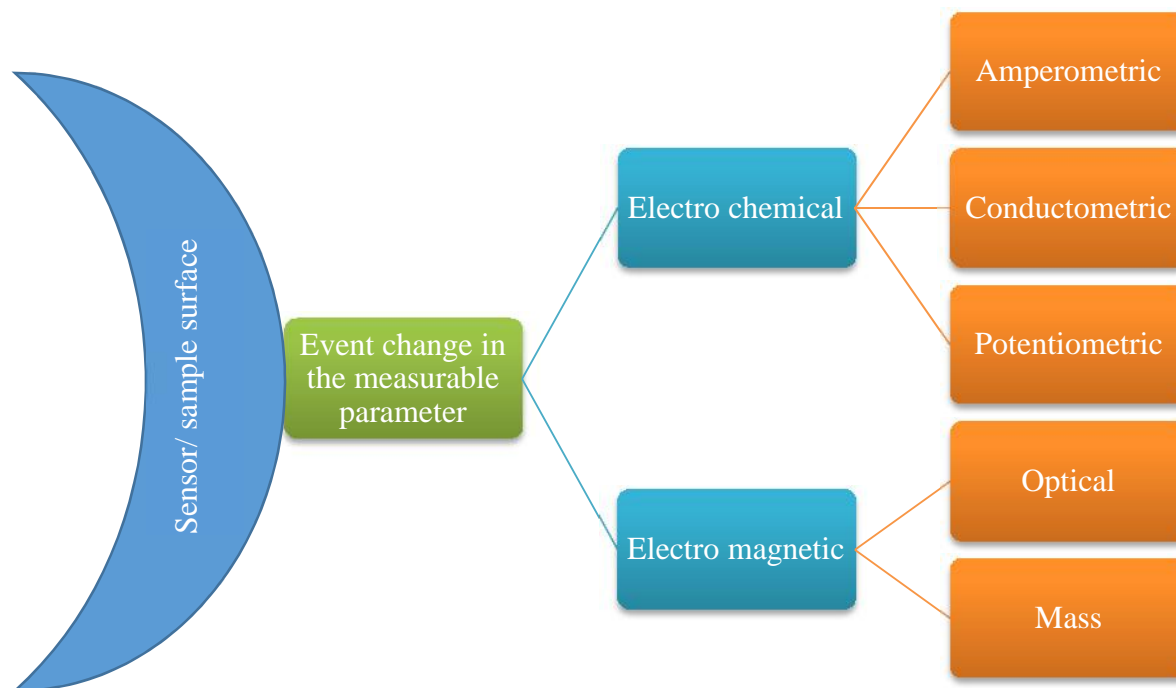 Sensor/ sample surface
Event change in
the measurable
parameter
Electro chemical
Electro magnetic
Amperometric
Conductometric
Potentiometric
Optical
Mass